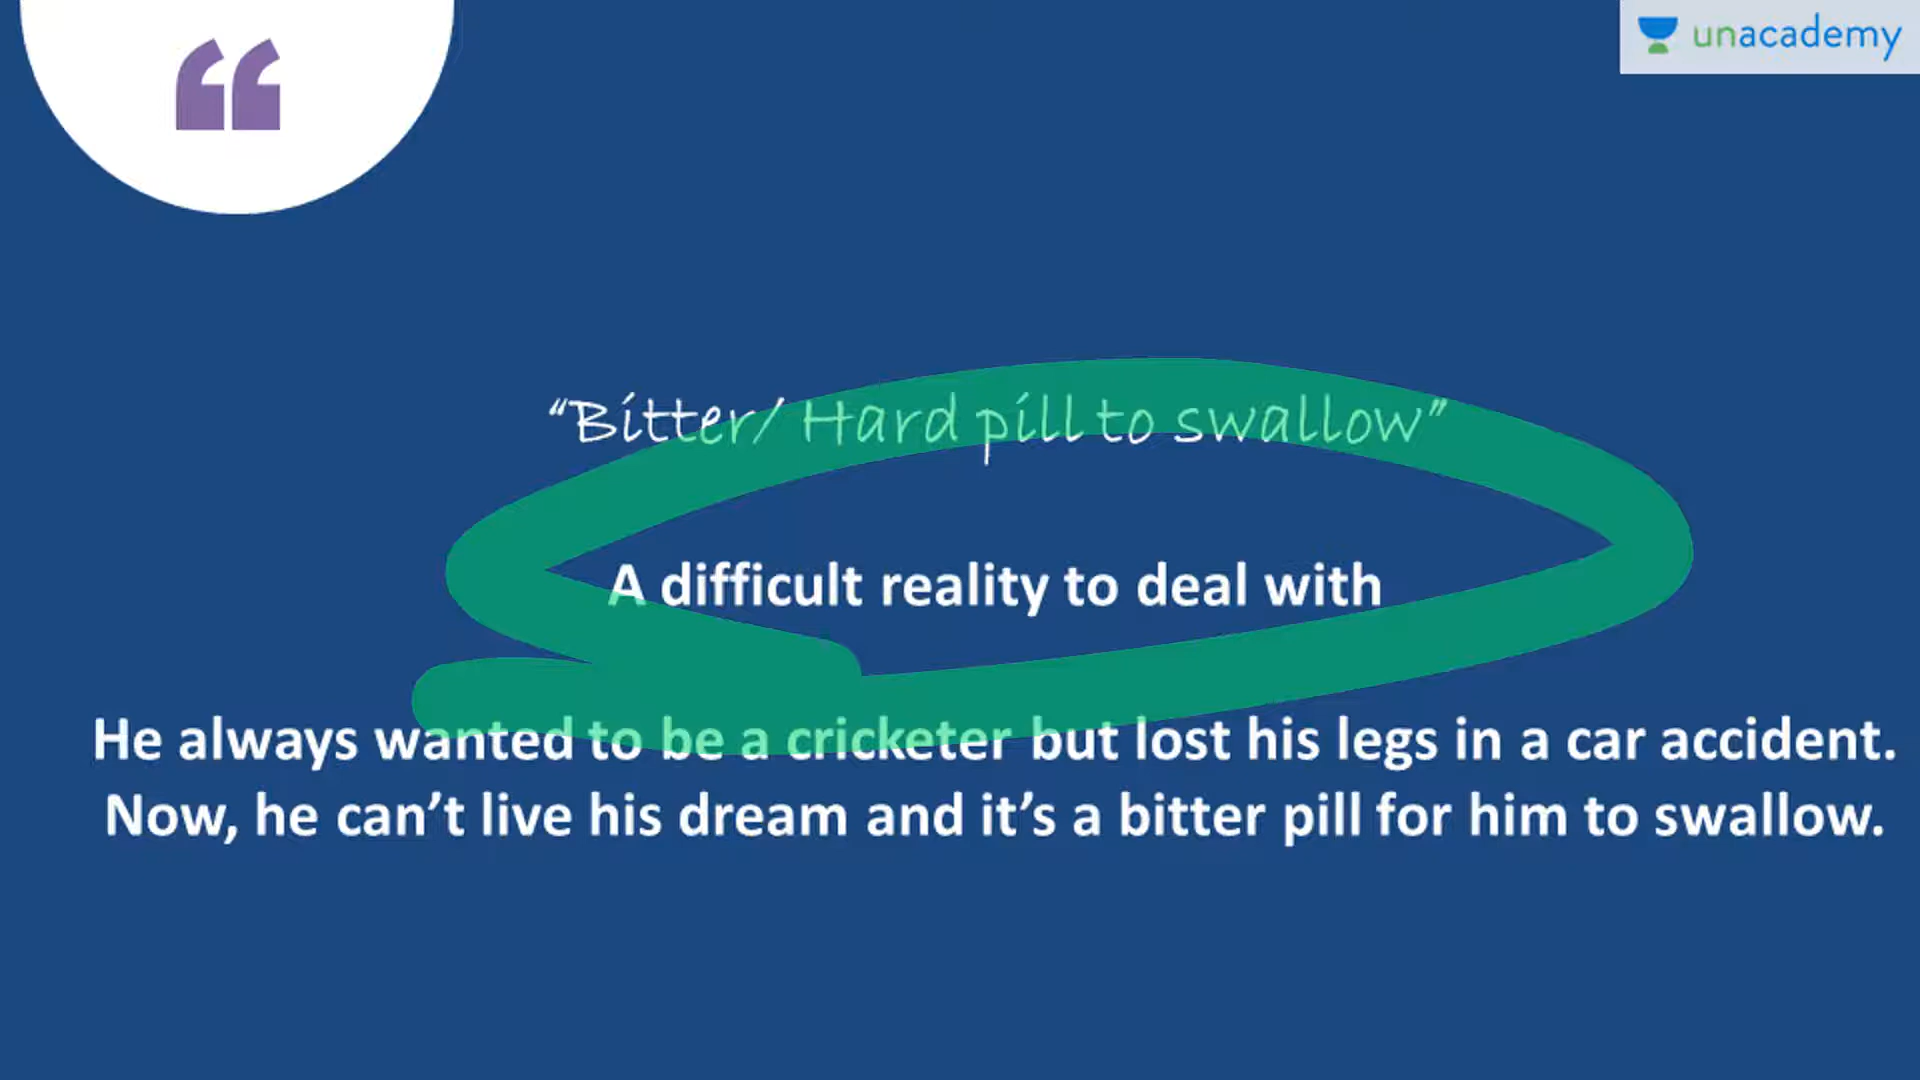 unacademy
“Bitter/ Hard pill to swallow”
A difficult reality to deal with
He always wanted to be a cricketer but lost his legs in a car accident.
Now, he can’t live his dream and it’s a bitter pill for him to swallow.